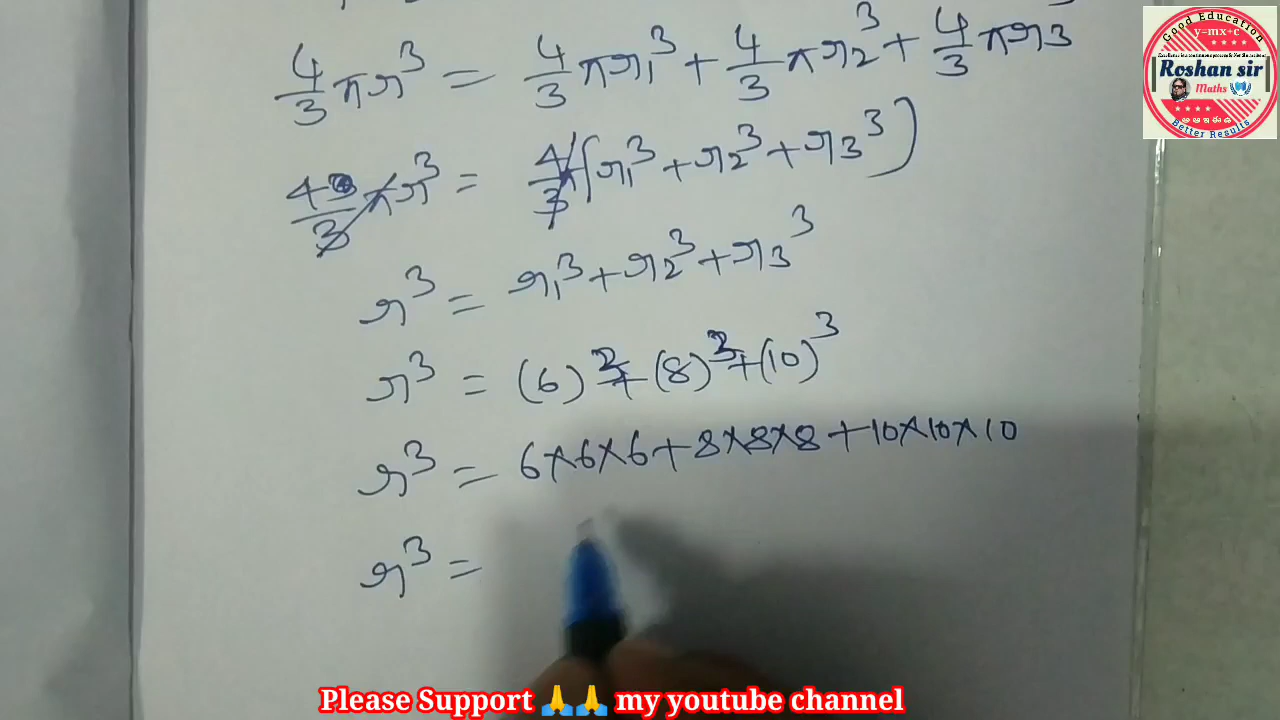 4/3 πr³ = 4/3 πr₁³ + 4/3 πr₂³ + 4/3 πr₃³
4/3 πr³ = 4/3 π(r₁³ + r₂³ + r₃³)
r³ = r₁³ + r₂³ + r₃³
r³ = (6)³ + (8)³ + (10)³
r³ = 6×6×6 + 8×8×8 + 10×10×10
r³ =
Good Education
y=mx+c
Roshan sir
Maths
Better Results
Please Support 🙏🙏 my youtube channel